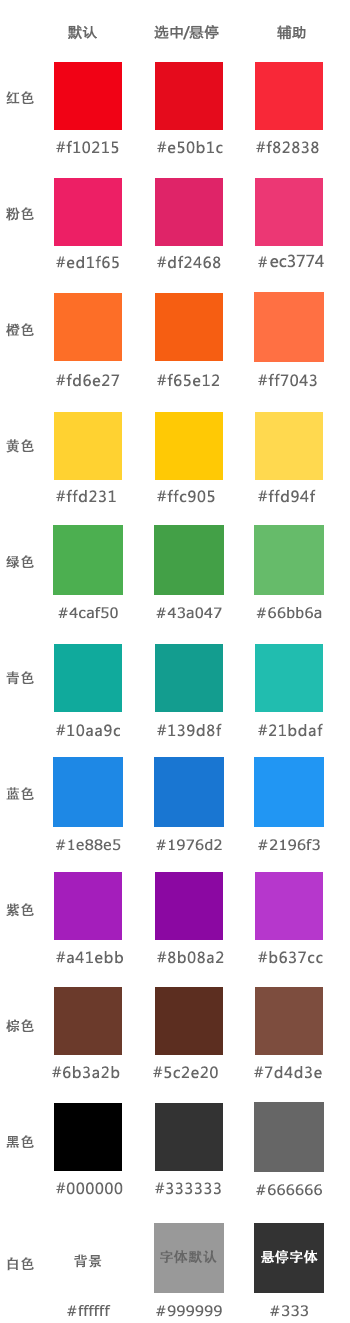 默认 选中/悬停 辅助
红色
#f10215 #e50b1c #f82838
粉色
#ed1f65 #df2468 #ec3774
橙色
#fd6e27 #f65e12 #ff7043
黄色
#ffd231 #ffc905 #ffd94f
绿色
#4caf50 #43a047 #66bb6a
青色
#10aa9c #139d8f #21bdaf
蓝色
#1e88e5 #1976d2 #2196f3
紫色
#a41ebb #8b08a2 #b637cc
棕色
#6b3a2b #5c2e20 #7d4d3e
黑色
#000000 #333333 #666666
白色 背景 字体默认 悬停字体
#ffffff #999999 #333